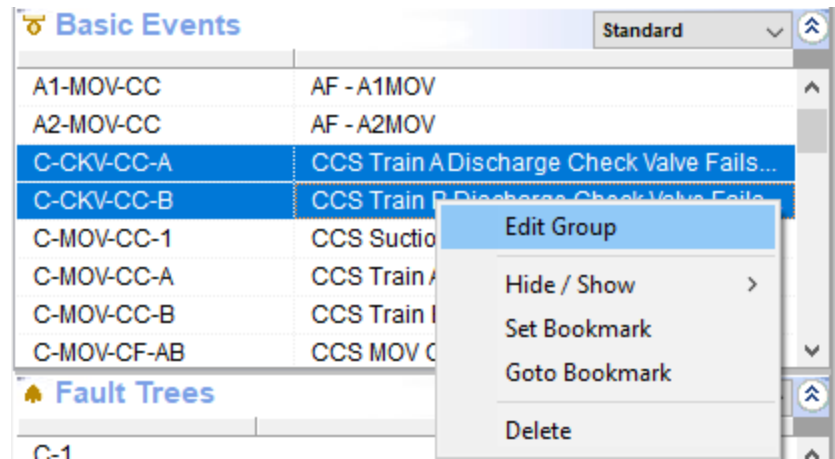 Basic Events
Standard
A1-MOV-CC AF - A1MOV
A2-MOV-CC AF - A2MOV
C-CKV-CC-A CCS Train A Discharge Check Valve Fails...
C-CKV-CC-B CCS Train B Discharge Check Valve Fails...
C-MOV-CC-1 CCS Suctio
C-MOV-CC-A CCS Train
C-MOV-CC-B CCS Train
C-MOV-CF-AB CCS MOV
Edit Group
Hide / Show
Set Bookmark
Goto Bookmark
Delete
Fault Trees
C-1